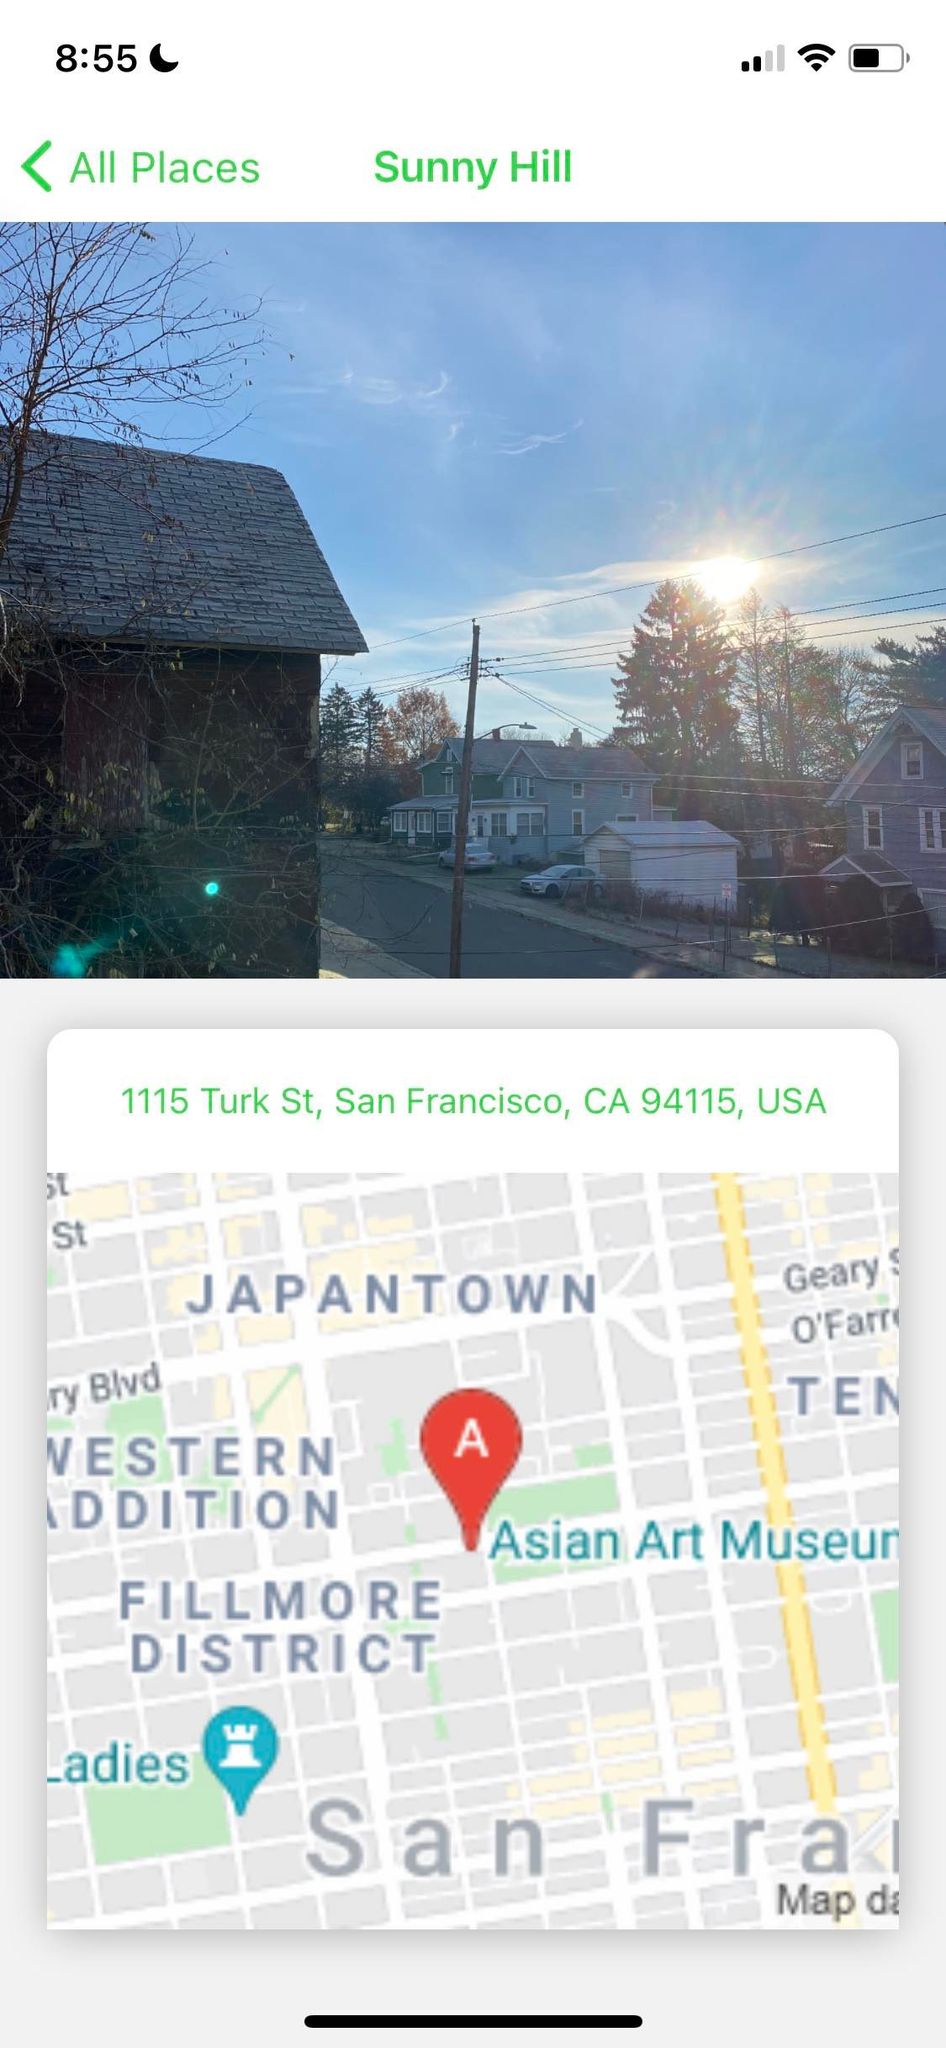 8:55
All Places
Sunny Hill
1115 Turk St, San Francisco, CA 94115, USA
St
St
JAPANTOWN
Geary S
O'Farre
ry Blvd
TEN
WESTERN
ADDITION
A
Asian Art Museum
FILLMORE
DISTRICT
Ladies
San Fra
Map da